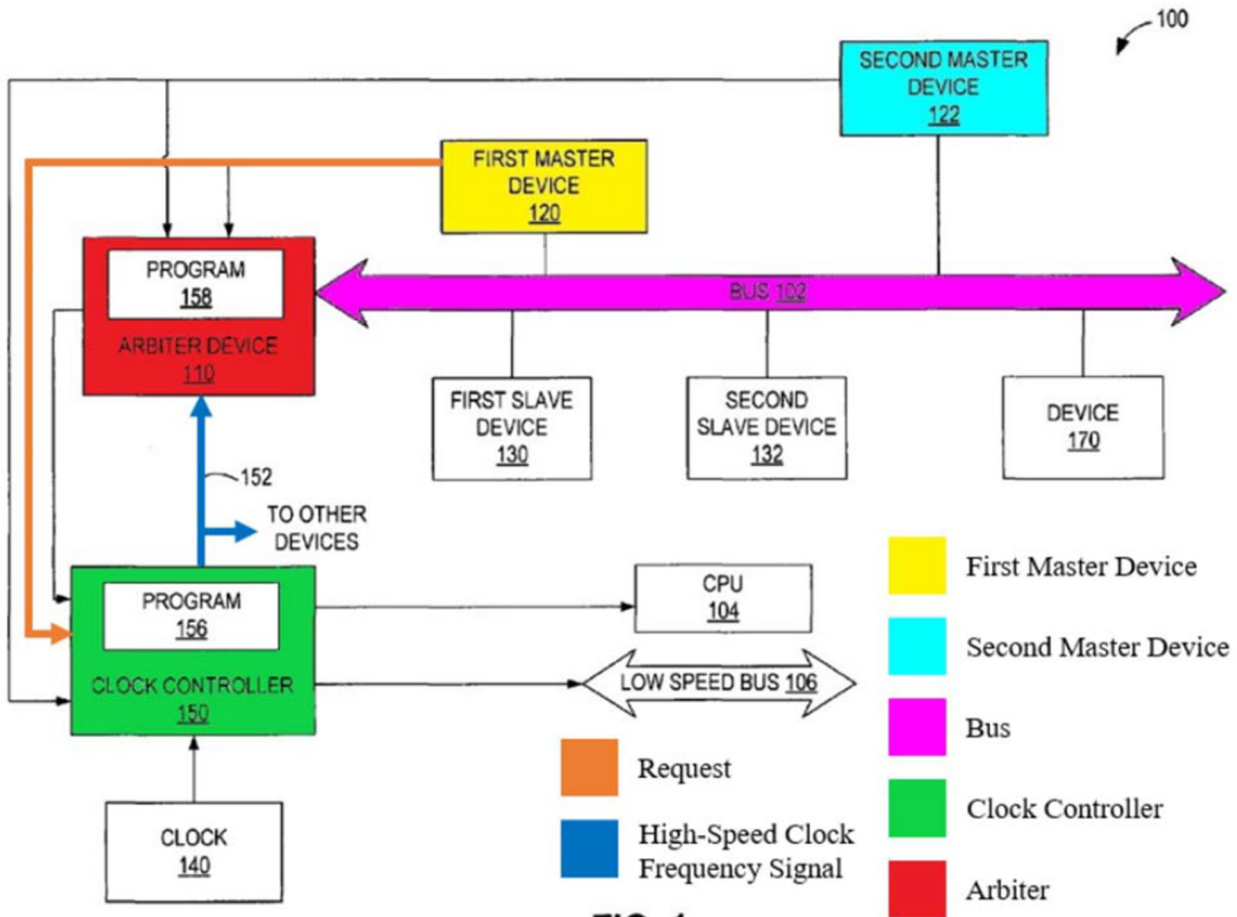 100
SECOND MASTER
DEVICE
122
FIRST MASTER
DEVICE
120
PROGRAM
158
ARBITER DEVICE
110
BUS 102
FIRST SLAVE
DEVICE
130
SECOND
SLAVE DEVICE
132
DEVICE
170
152
TO OTHER
DEVICES
PROGRAM
156
CLOCK CONTROLLER
150
CPU
104
LOW SPEED BUS 106
CLOCK
140
Request
High-Speed Clock
Frequency Signal
First Master Device
Second Master Device
Bus
Clock Controller
Arbiter